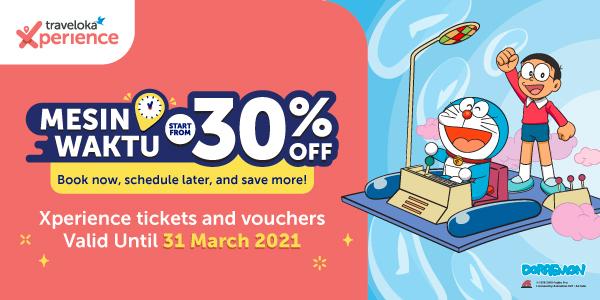 traveloka
Xperience
MESIN
WAKTU
START
FROM
30%
OFF
Book now, schedule later, and save more!
Xperience tickets and vouchers
Valid Until 31 March 2021
DORAEMON